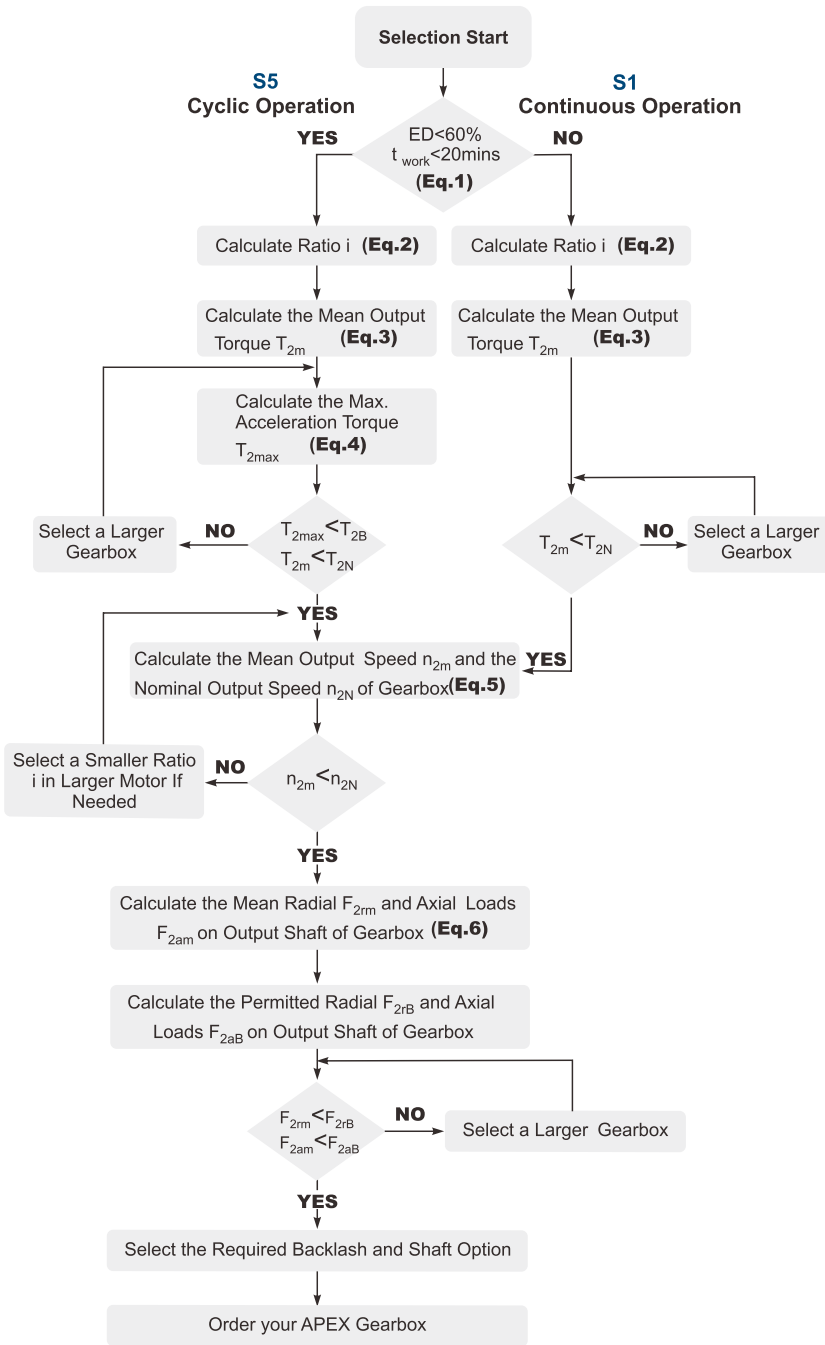 Selection Start
S5
Cyclic Operation
S1
Continuous Operation
YES
ED<60%
t work<20mins
(Eq.1)
NO
Calculate Ratio i (Eq.2)
Calculate Ratio i (Eq.2)
Calculate the Mean Output
Torque T2m (Eq.3)
Calculate the Mean Output
Torque T2m (Eq.3)
Calculate the Max.
Acceleration Torque
T2max (Eq.4)
Select a Larger
Gearbox
NO
T2max<T2B
T2m<T2N
T2m<T2N
NO
Select a Larger
Gearbox
YES
Calculate the Mean Output Speed n2m and the
Nominal Output Speed n2N of Gearbox(Eq.5)
YES
Select a Smaller Ratio
i in Larger Motor If
Needed
NO
n2m<n2N
YES
Calculate the Mean Radial F2rm and Axial Loads
F2am on Output Shaft of Gearbox (Eq.6)
Calculate the Permitted Radial F2rB and Axial
Loads F2aB on Output Shaft of Gearbox
F2rm<F2rB
F2am<F2aB
NO
Select a Larger Gearbox
YES
Select the Required Backlash and Shaft Option
Order your APEX Gearbox